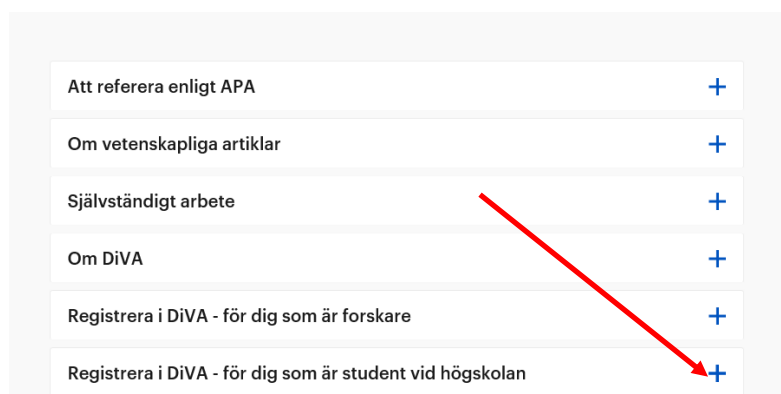 Att referera enligt APA
Om vetenskapliga artiklar
Självständigt arbete
Om DiVA
Registrera i DiVA - för dig som är forskare
Registrera i DiVA - för dig som är student vid högskolan